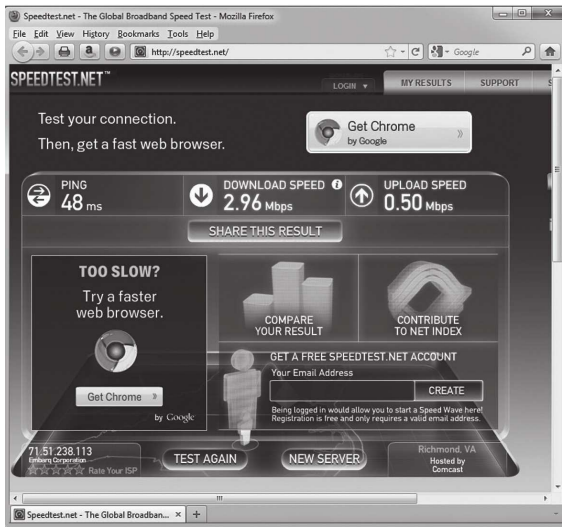 Speedtest.net - The Global Broadband Speed Test - Mozilla Firefox
File Edit View History Bookmarks Tools Help
http://speedtest.net/
Google
SPEEDTEST.NET™
LOGIN
MY RESULTS
SUPPORT
Test your connection.
Then, get a fast web browser.
Get Chrome
by Google
PING
48 ms
DOWNLOAD SPEED
2.96 Mbps
UPLOAD SPEED
0.50 Mbps
SHARE THIS RESULT
TOO SLOW?
Try a faster
web browser.
Get Chrome
by Google
COMPARE
YOUR RESULT
CONTRIBUTE
TO NET INDEX
GET A FREE SPEEDTEST.NET ACCOUNT
Your Email Address
CREATE
Being logged in would allow you to start a Speed Wave here!
Registration is free and only requires a valid email address.
71.51.238.113
Embarq Corporation
Rate Your ISP
TEST AGAIN
NEW SERVER
Richmond, VA
Hosted by
Comcast
Speedtest.net - The Global Broadban...